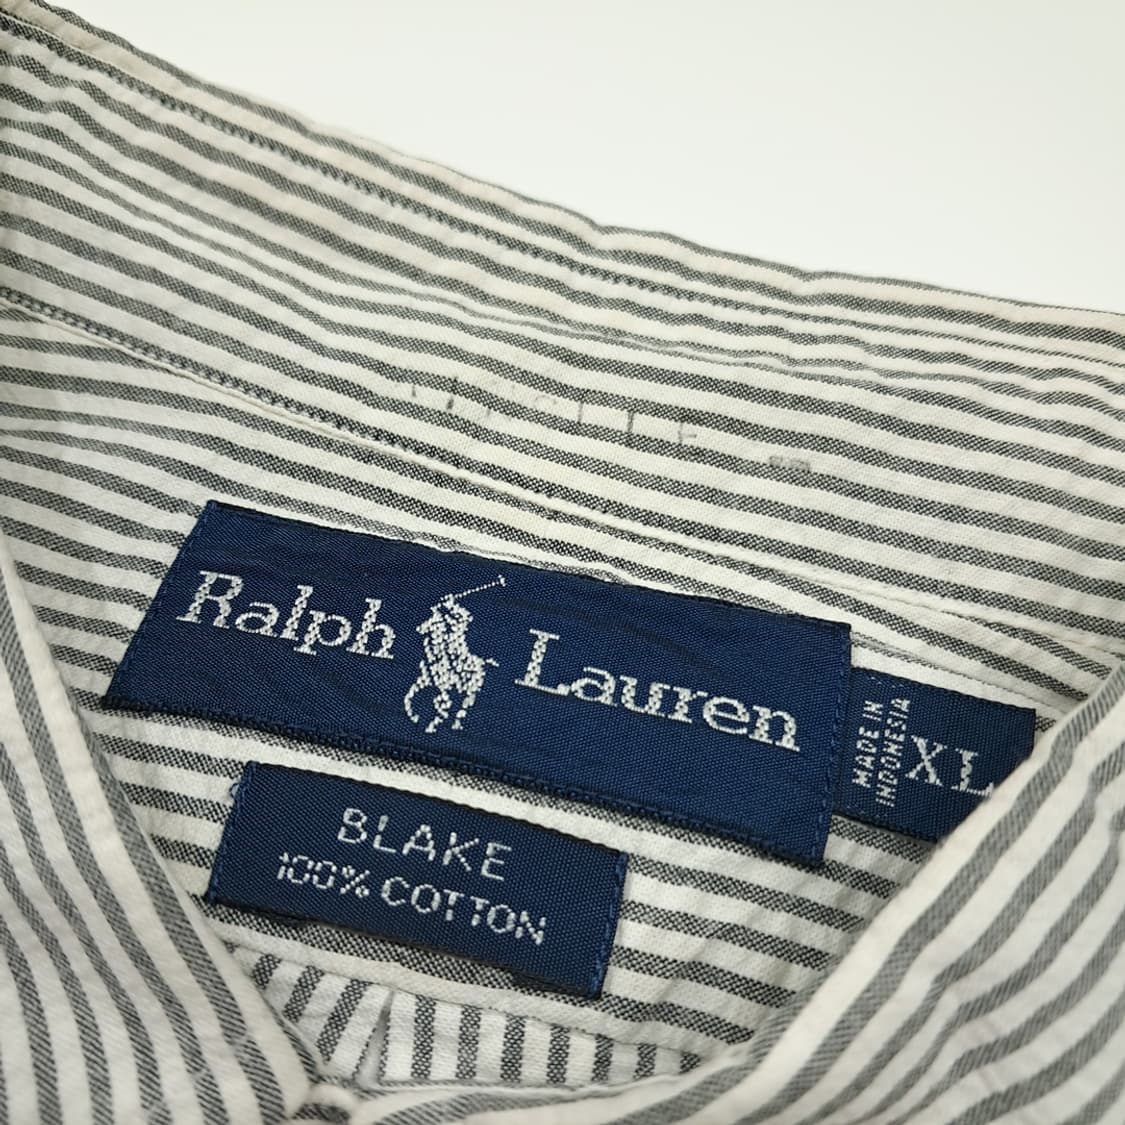 Ralph Lauren
MADE IN
INDONESIA
XL
BLAKE
100% COTTON